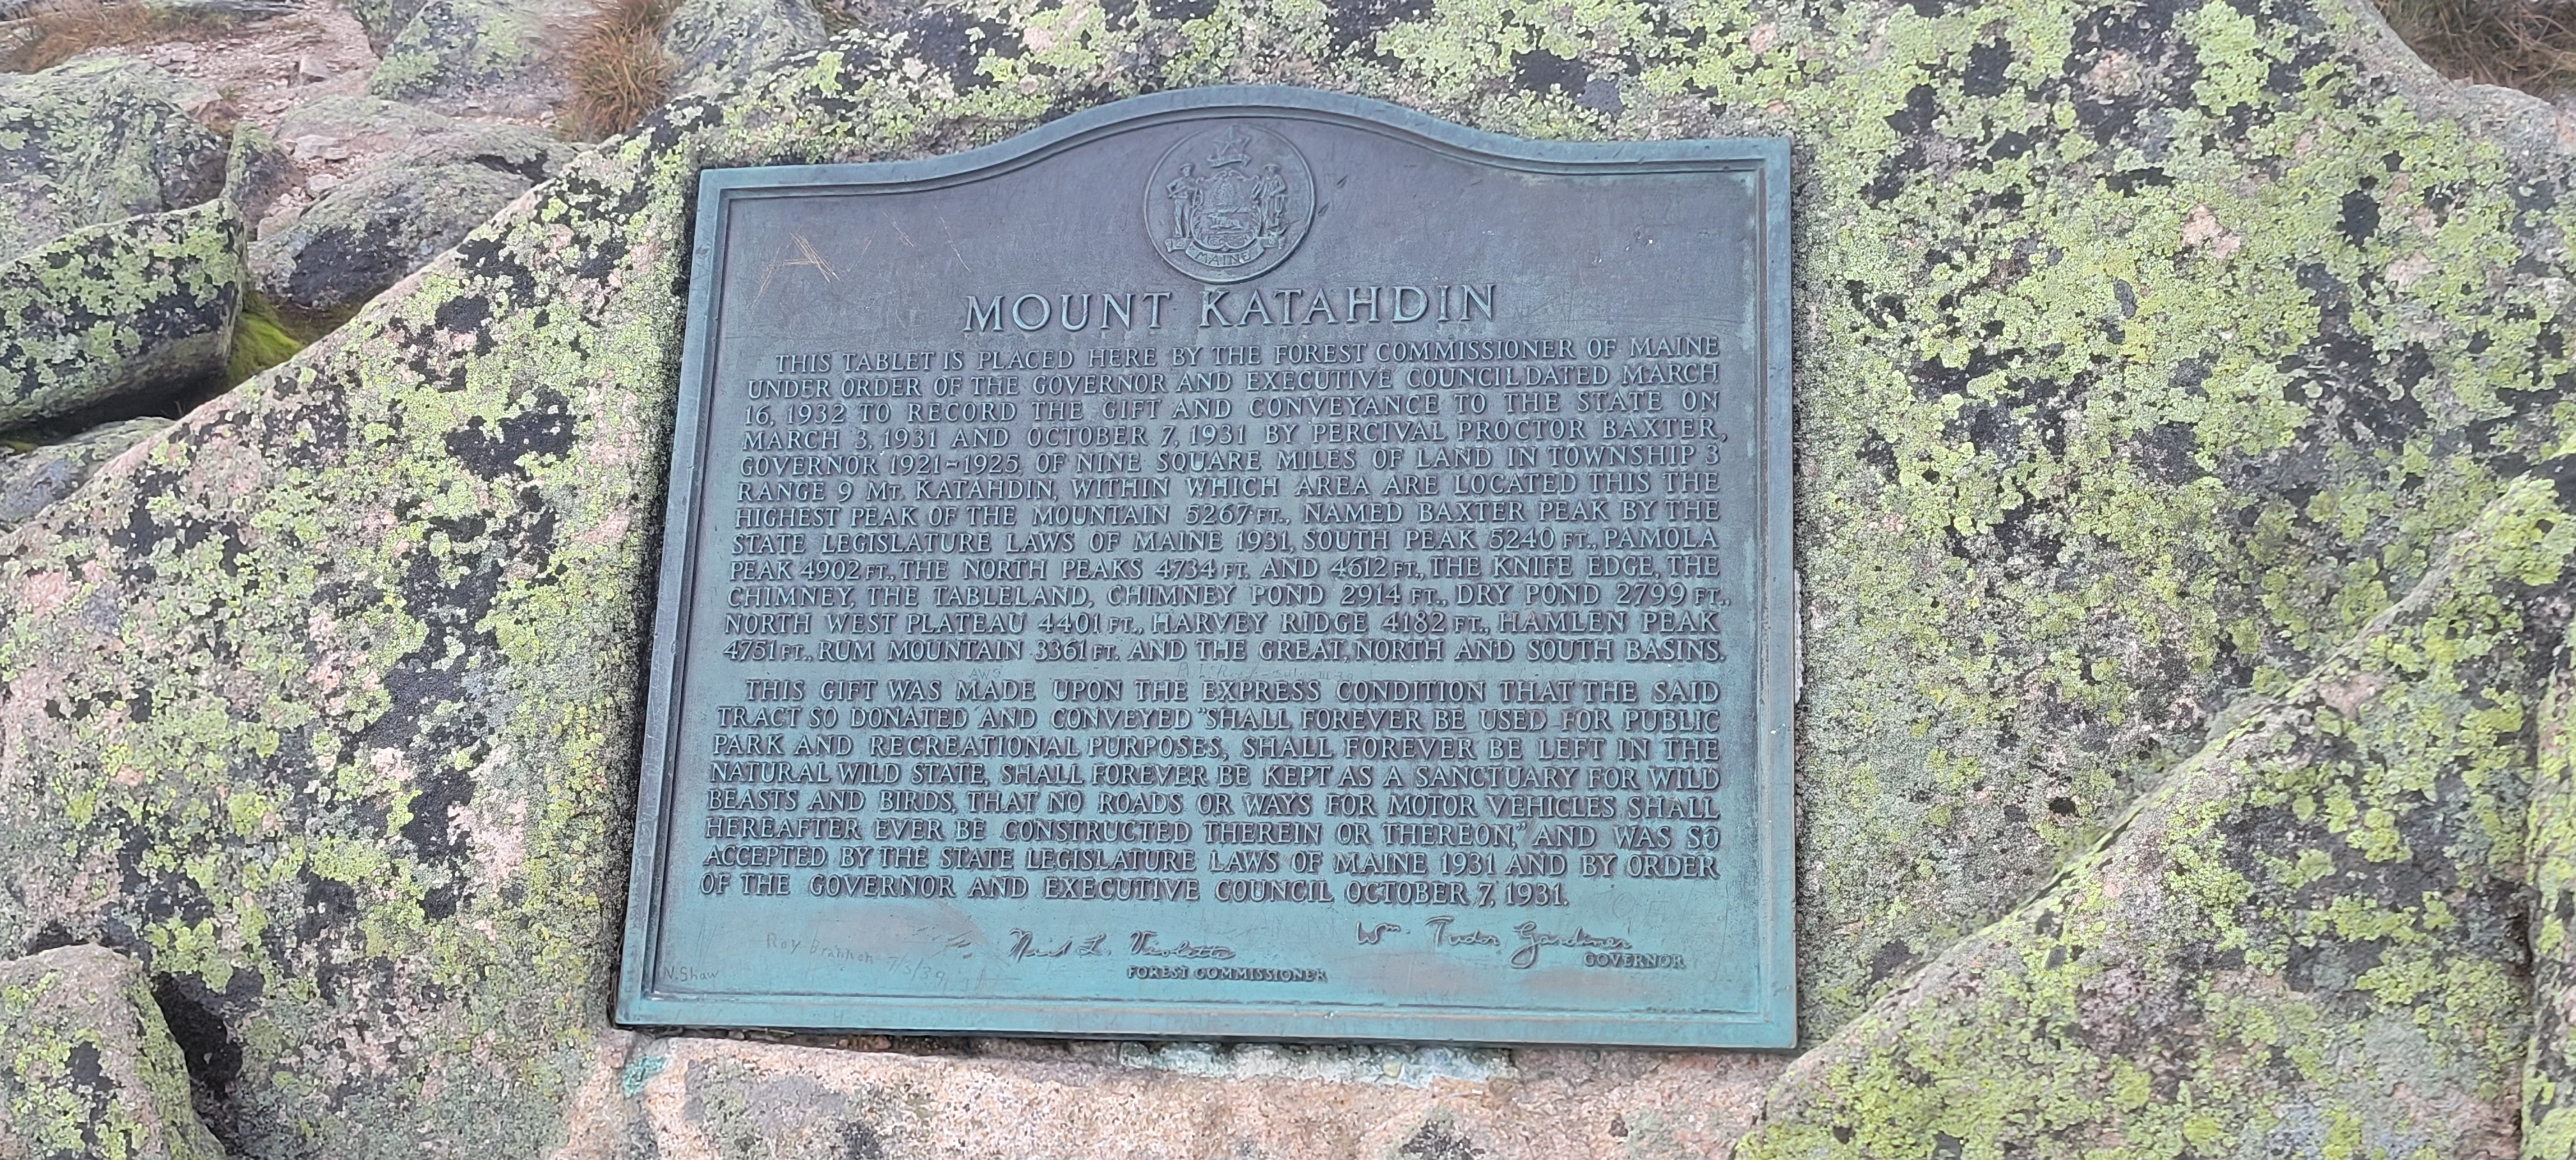 MAINE
MOUNT KATAHDIN
THIS TABLET IS PLACED HERE BY THE FOREST COMMISSIONER OF MAINE
UNDER ORDER OF THE GOVERNOR AND EXECUTIVE COUNCIL DATED MARCH
16, 1932 TO RECORD THE GIFT AND CONVEYANCE TO THE STATE ON
MARCH 3, 1931 AND OCTOBER 7, 1931 BY PERCIVAL PROCTOR BAXTER,
GOVERNOR 1921-1925, OF NINE SQUARE MILES OF LAND IN TOWNSHIP 3
RANGE 9 MT. KATAHDIN, WITHIN WHICH AREA ARE LOCATED THIS THE
HIGHEST PEAK OF THE MOUNTAIN 5267 FT., NAMED BAXTER PEAK BY THE
STATE LEGISLATURE LAWS OF MAINE 1931, SOUTH PEAK 5240 FT., PAMOLA
PEAK 4902 FT., THE NORTH PEAKS 4734 FT. AND 4612 FT., THE KNIFE EDGE, THE
CHIMNEY, THE TABLELAND, CHIMNEY POND 2914 FT., DRY POND 2799 FT.,
NORTH WEST PLATEAU 4401 FT., HARVEY RIDGE 4182 FT., HAMLEN PEAK
4751 FT., RUM MOUNTAIN 3361 FT. AND THE GREAT, NORTH AND SOUTH BASINS.
AWS
THIS GIFT WAS MADE UPON THE EXPRESS CONDITION THAT THE SAID
TRACT SO DONATED AND CONVEYED "SHALL FOREVER BE USED FOR PUBLIC
PARK AND RECREATIONAL PURPOSES, SHALL FOREVER BE LEFT IN THE
NATURAL WILD STATE, SHALL FOREVER BE KEPT AS A SANCTUARY FOR WILD
BEASTS AND BIRDS, THAT NO ROADS OR WAYS FOR MOTOR VEHICLES SHALL
HEREAFTER EVER BE CONSTRUCTED THEREIN OR THEREON," AND WAS SO
ACCEPTED BY THE STATE LEGISLATURE LAWS OF MAINE 1931 AND BY ORDER
OF THE GOVERNOR AND EXECUTIVE COUNCIL OCTOBER 7, 1931.
Roy Brannen 7/3/39
Neil L. Violette
Wm. Tudor Gardiner
N. Shaw
FOREST COMMISSIONER
GOVERNOR